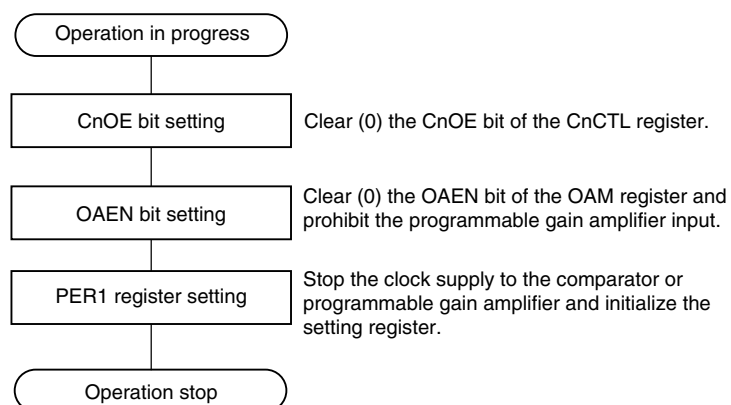 Operation in progress
CnOE bit setting
Clear (0) the CnOE bit of the CnCTL register.
OAEN bit setting
Clear (0) the OAEN bit of the OAM register and
prohibit the programmable gain amplifier input.
PER1 register setting
Stop the clock supply to the comparator or
programmable gain amplifier and initialize the
setting register.
Operation stop